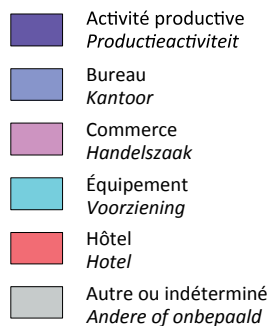 Activité productive
Productieactiviteit
Bureau
Kantoor
Commerce
Handelszaak
Équipement
Voorziening
Hôtel
Hotel
Autre ou indéterminé
Andere of onbepaald